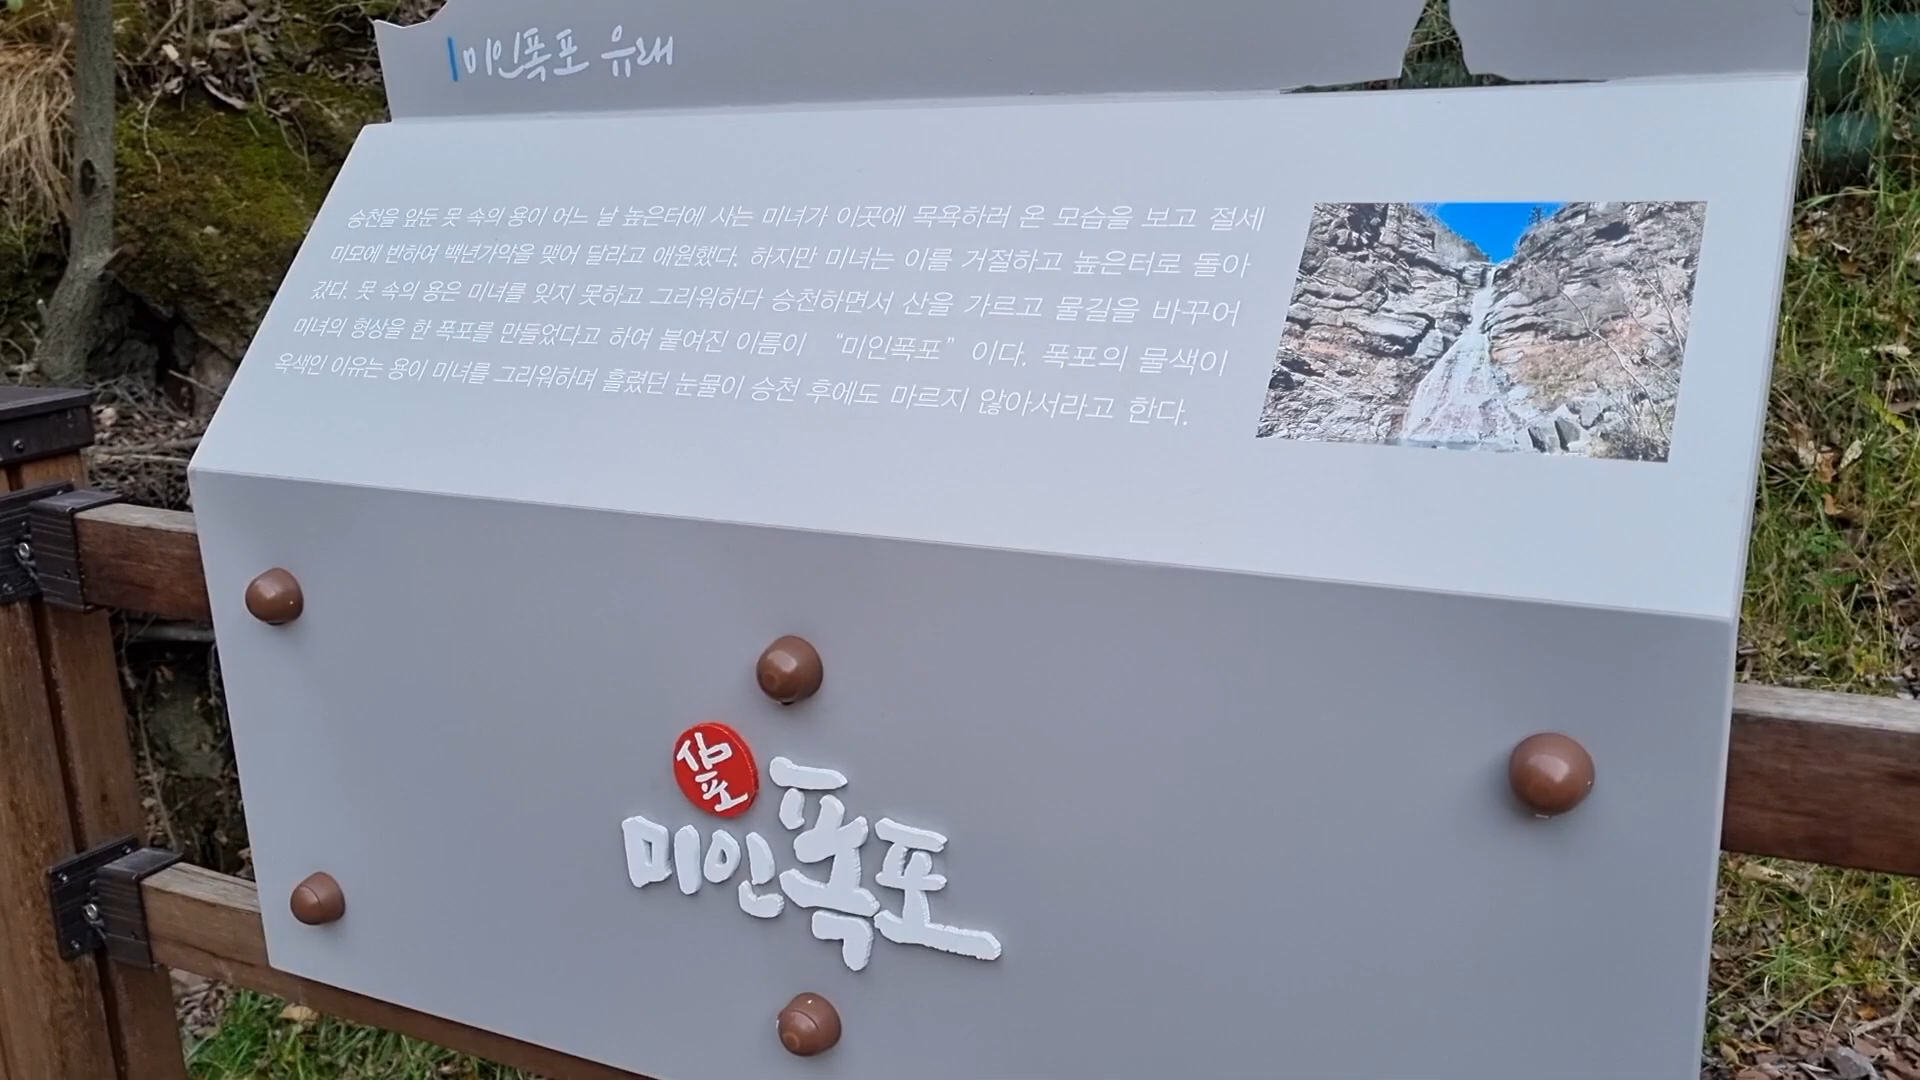 미인폭포 유래
승천을 앞둔 못 속의 용이 어느 날 높은터에 사는 미녀가 이곳에 목욕하러 온 모습을 보고 절세
미모에 반하여 백년가약을 맺어 달라고 애원했다. 하지만 미녀는 이를 거절하고 높은터로 돌아
갔다. 못 속의 용은 미녀를 잊지 못하고 그리워하다 승천하면서 산을 가르고 물길을 바꾸어
미녀의 형상을 한 폭포를 만들었다고 하여 붙여진 이름이 “미인폭포” 이다. 폭포의 물색이
옥색인 이유는 용이 미녀를 그리워하며 흘렸던 눈물이 승천 후에도 마르지 않아서라고 한다.
미인폭포